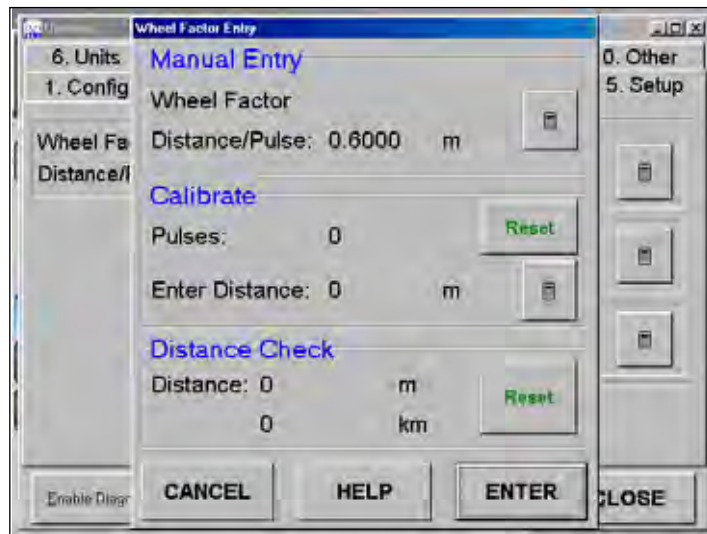 Wheel Factor Entry
6. Units
0. Other
1. Config
5. Setup
Manual Entry
Wheel Factor
Distance/Pulse: 0.6000 m
Wheel Fa
Distance/
Calibrate
Pulses: 0 Reset
Enter Distance: 0 m
Distance Check
Distance: 0 m
0 km
Reset
Enable Diagr
CANCEL HELP ENTER
CLOSE